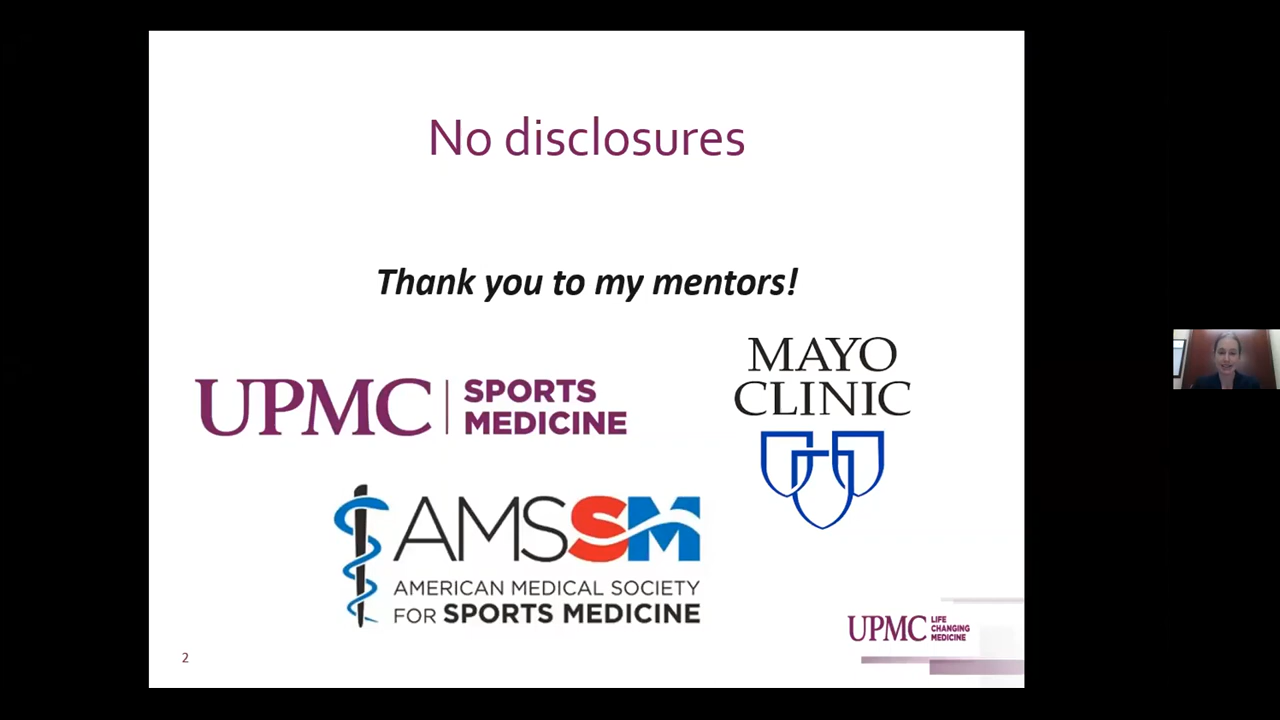 No disclosures
Thank you to my mentors!
UPMC | SPORTS MEDICINE
MAYO CLINIC
AMSSM
AMERICAN MEDICAL SOCIETY
FOR SPORTS MEDICINE
UPMC LIFE CHANGING MEDICINE
2